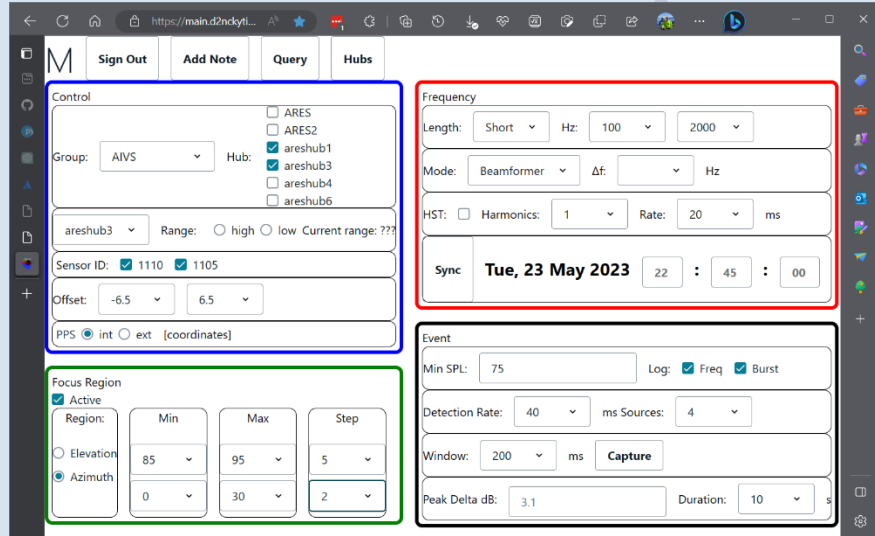 https://main.d2nckyti...
M Sign Out Add Note Query Hubs
Control
ARES
ARES2
areshub1
Group: AIVS Hub: areshub3
areshub4
areshub6
areshub3 Range: high low Current range: ???
Sensor ID: 1110 1105
Offset: -6.5 6.5
PPS int ext [coordinates]
Focus Region
Active
Region: Min Max Step
Elevation 85 95 5
Azimuth 0 30 2
Frequency
Length: Short Hz: 100 2000
Mode: Beamformer Δf: Hz
HST: Harmonics: 1 Rate: 20 ms
Sync Tue, 23 May 2023 22 : 45 : 00
Event
Min SPL: 75 Log: Freq Burst
Detection Rate: 40 ms Sources: 4
Window: 200 ms Capture
Peak Delta dB: 3.1 Duration: 10 s